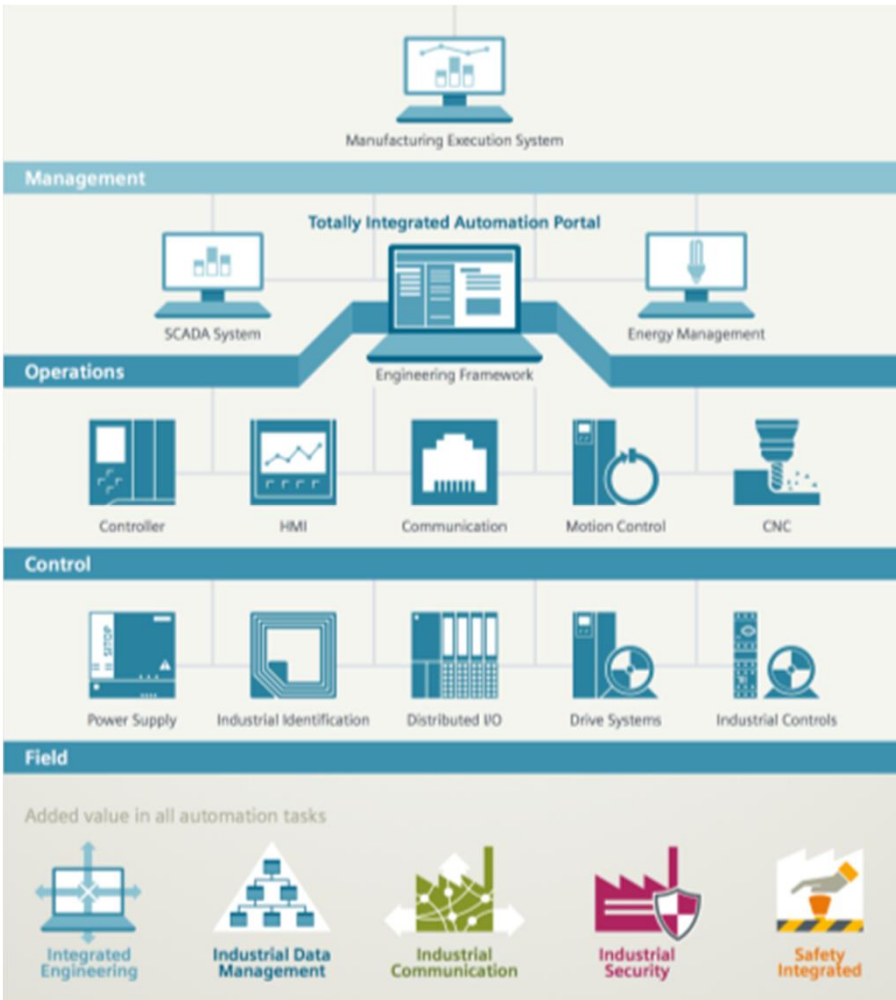 Manufacturing Execution System
Management
Totally Integrated Automation Portal
SCADA System
Energy Management
Engineering Framework
Operations
Controller
HMI
Communication
Motion Control
CNC
Control
SITOP
Power Supply
Industrial Identification
Distributed I/O
Drive Systems
Industrial Controls
Field
Added value in all automation tasks
Integrated
Engineering
Industrial Data
Management
Industrial
Communication
Industrial
Security
Safety
Integrated